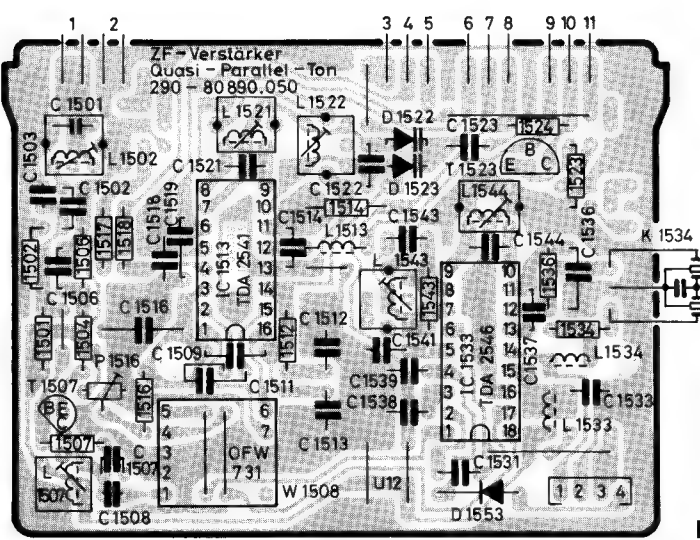 1 2 3 4 5 6 7 8 9 10 11
ZF-Verstärker
Quasi-Parallel-Ton
290-80890.050
C 1501
L 1521
L 1522
D 1522
C 1523
1524
C 1503
L 1502
C 1521
D 1523
T 1523
B
E C
1523
C 1502
C 1519
C 1518
8 9
7 10
6 11
5 12
4 13
3 14
2 15
1 16
IC 1513
TDA 2541
C 1522
1514
C 1514
L 1513
C 1543
L 1544
C 1544
C 1536
K 1534
1502
1506
1517
1518
L 1543
1543
9 10
8 11
7 12
6 13
5 14
4 15
3 16
2 17
1 18
IC 1533
TDA 2546
1536
C 1506
C 1516
1501
1504
1512
C 1512
C 1541
C 1537
1534
L 1534
P 1516
C 1509
C 1539
T 1507
B E
C
1516
C 1511
C 1538
C 1533
L 1533
1507
5 6
4 7
3
2
1
OFW
731
C 1513
C 1507
L
1507
C 1508
W 1508
U12
C 1531
D 1553
1 2 3 4